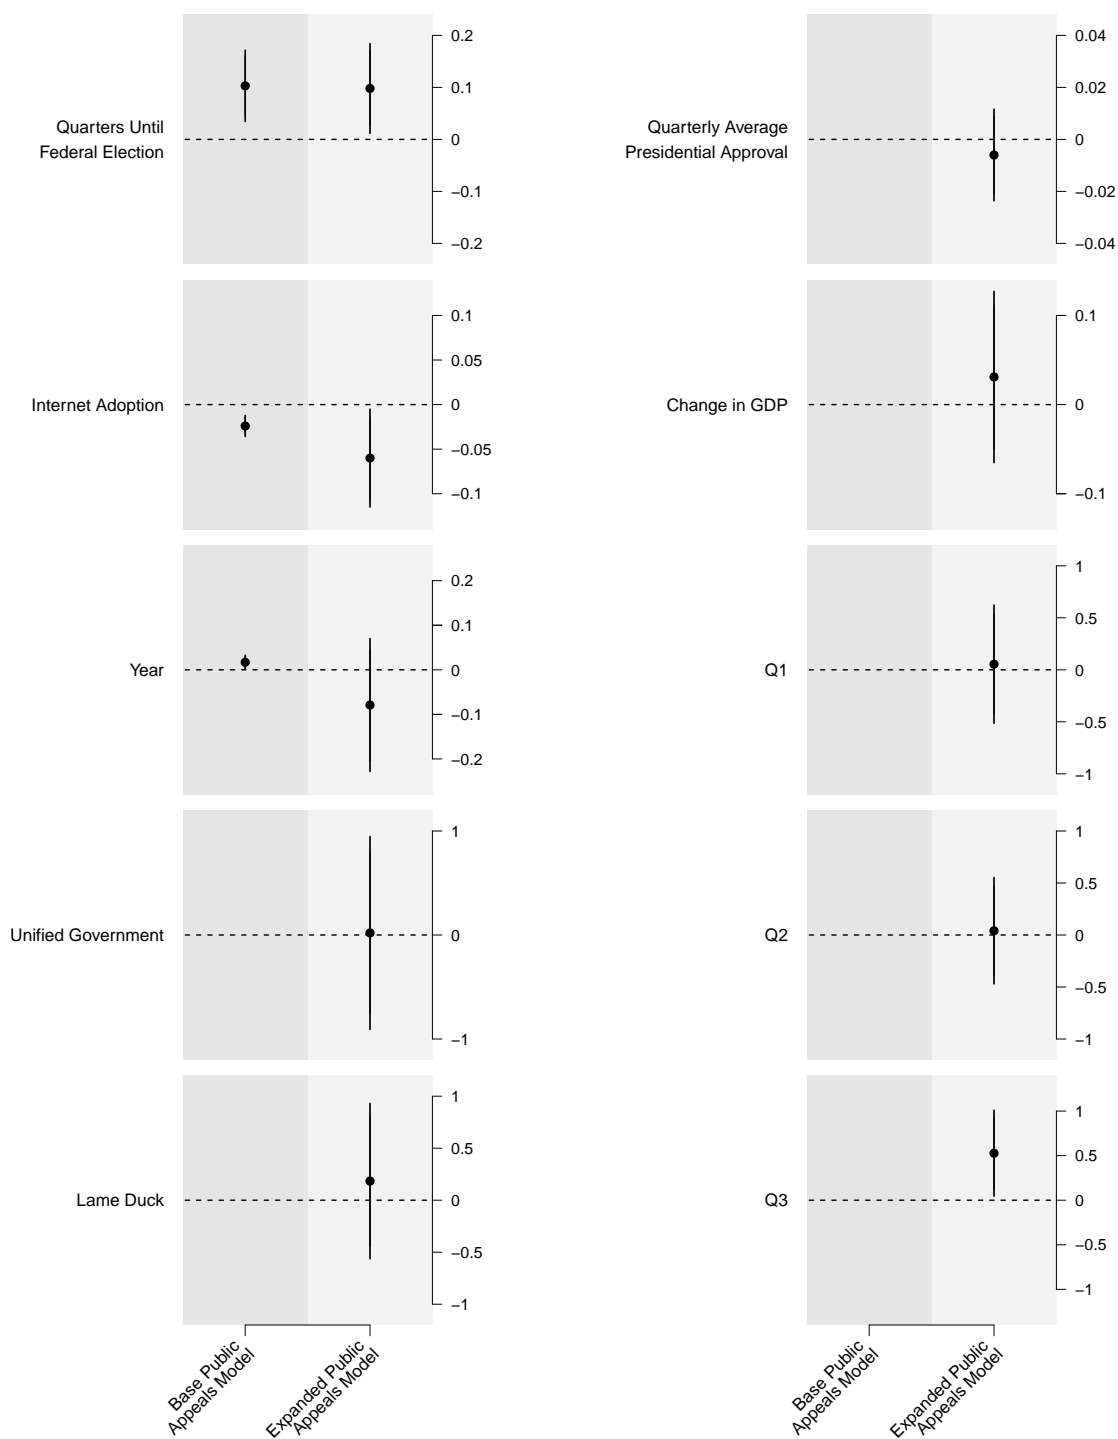 Quarters Until
Federal Election
0.2
0.1
0
−0.1
−0.2
Quarterly Average
Presidential Approval
0.04
0.02
0
−0.02
−0.04
Internet Adoption
0.1
0.05
0
−0.05
−0.1
Change in GDP
0.1
0
−0.1
Year
0.2
0.1
0
−0.1
−0.2
Q1
1
0.5
0
−0.5
−1
Unified Government
1
0
−1
Q2
1
0.5
0
−0.5
−1
Lame Duck
1
0.5
0
−0.5
−1
Q3
1
0.5
0
−0.5
−1
Base Public
Appeals Model
Expanded Public
Appeals Model
Base Public
Appeals Model
Expanded Public
Appeals Model